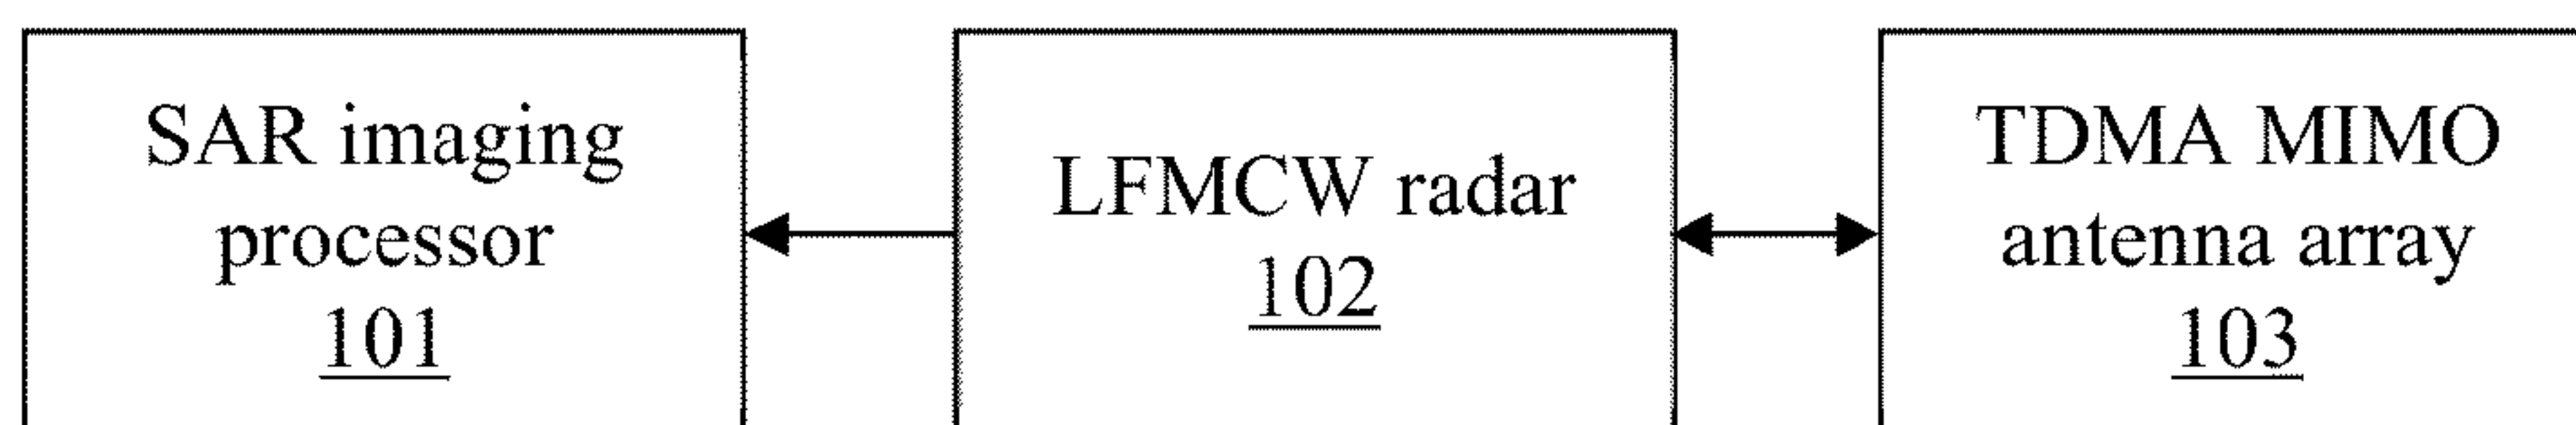 SAR imaging
processor
101
LFMCW radar
102
TDMA MIMO
antenna array
103